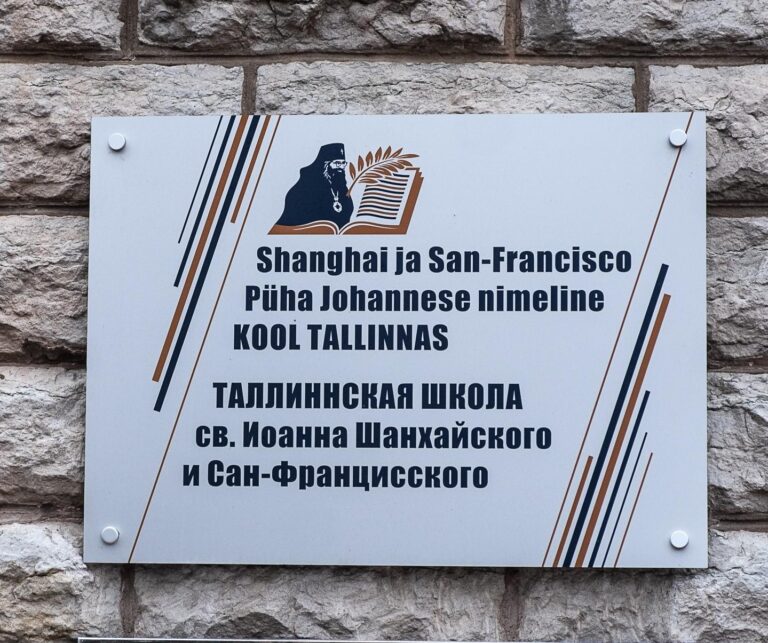 Shanghai ja San-Francisco
Püha Johannese nimeline
KOOL TALLINNAS
ТАЛЛИННСКАЯ ШКОЛА
св. Иоанна Шанхайского
и Сан-Францисского